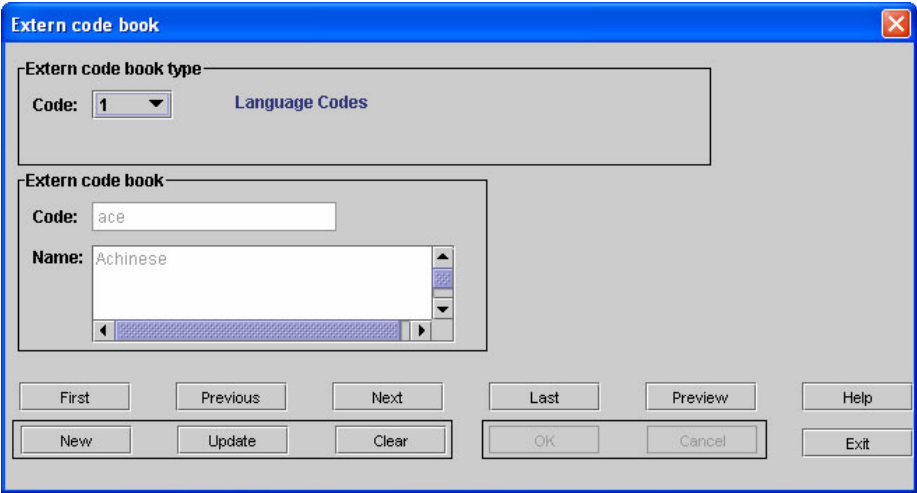 Extern code book
Extern code book type
Code: 1 Language Codes
Extern code book
Code: ace
Name: Achinese
First Previous Next Last Preview Help
New Update Clear OK Cancel Exit